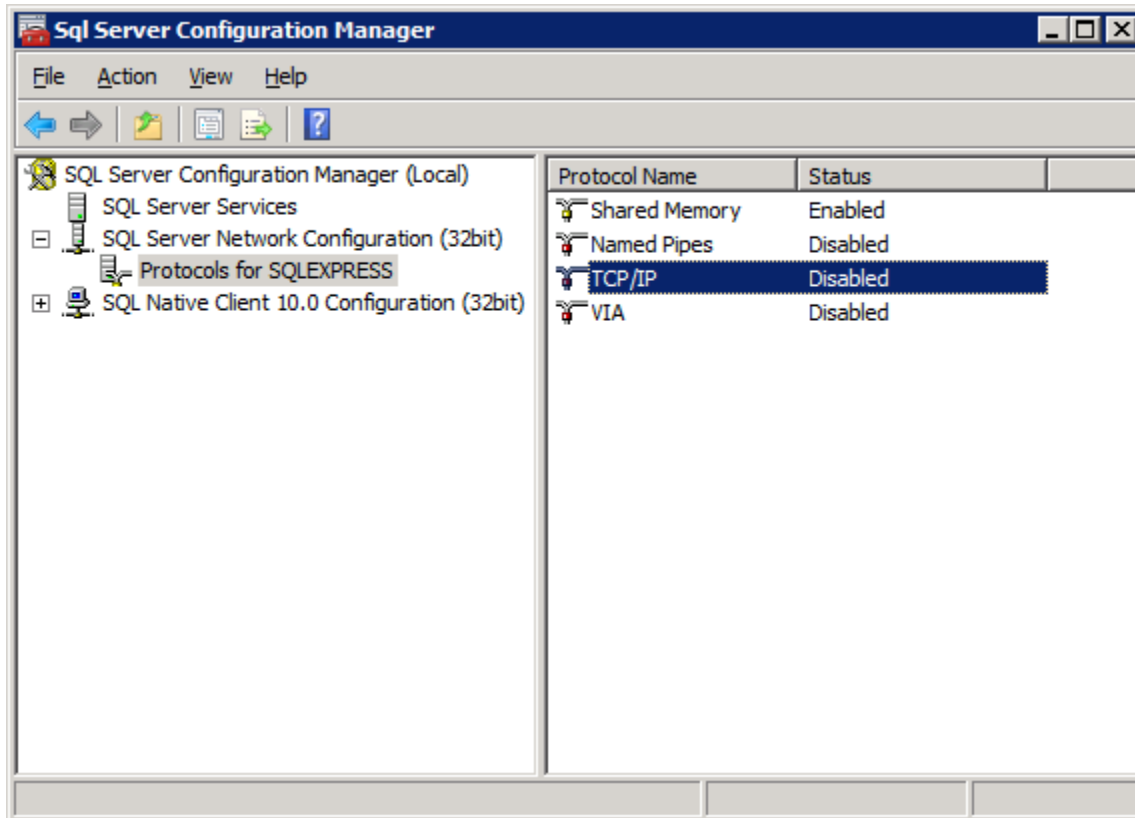 Sql Server Configuration Manager
File Action View Help
SQL Server Configuration Manager (Local)
SQL Server Services
SQL Server Network Configuration (32bit)
Protocols for SQLEXPRESS
SQL Native Client 10.0 Configuration (32bit)
Protocol Name Status
Shared Memory Enabled
Named Pipes Disabled
TCP/IP Disabled
VIA Disabled